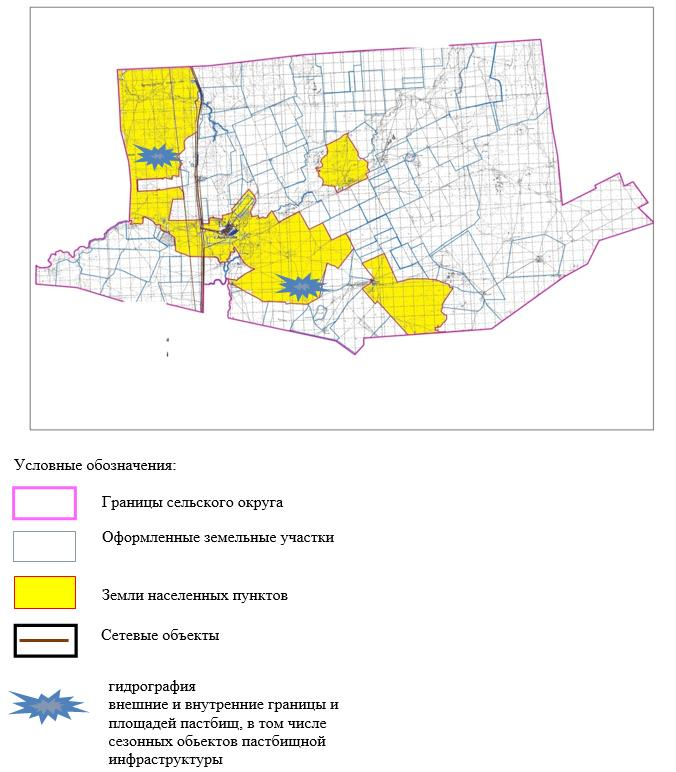 Условные обозначения:
Границы сельского округа
Оформленные земельные участки
Земли населенных пунктов
Сетевые объекты
гидрография
внешние и внутренние границы и
площадей пастбищ, в том числе
сезонных обьектов пастбищной
инфраструктуры